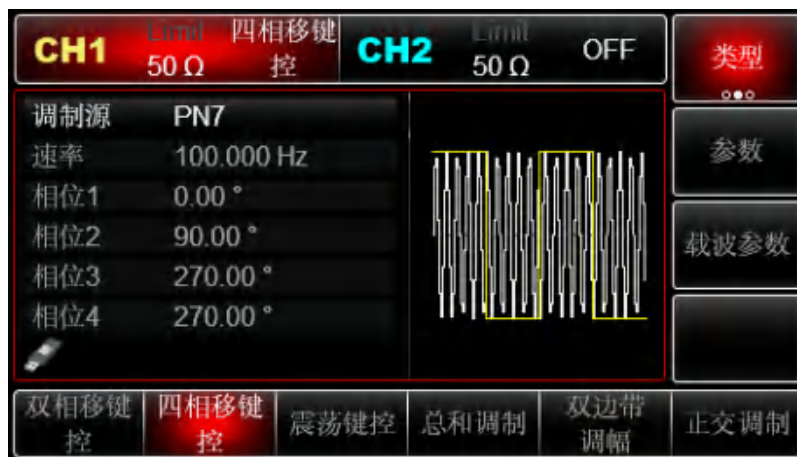 CH1
Limit
50 Ω
四相移键
控
CH2
Limit
50 Ω
OFF
类型
调制源 PN7
速率 100.000 Hz
相位1 0.00 °
相位2 90.00 °
相位3 270.00 °
相位4 270.00 °
参数
载波参数
双相移键
控
四相移键
控
震荡键控
总和调制
双边带
调幅
正交调制